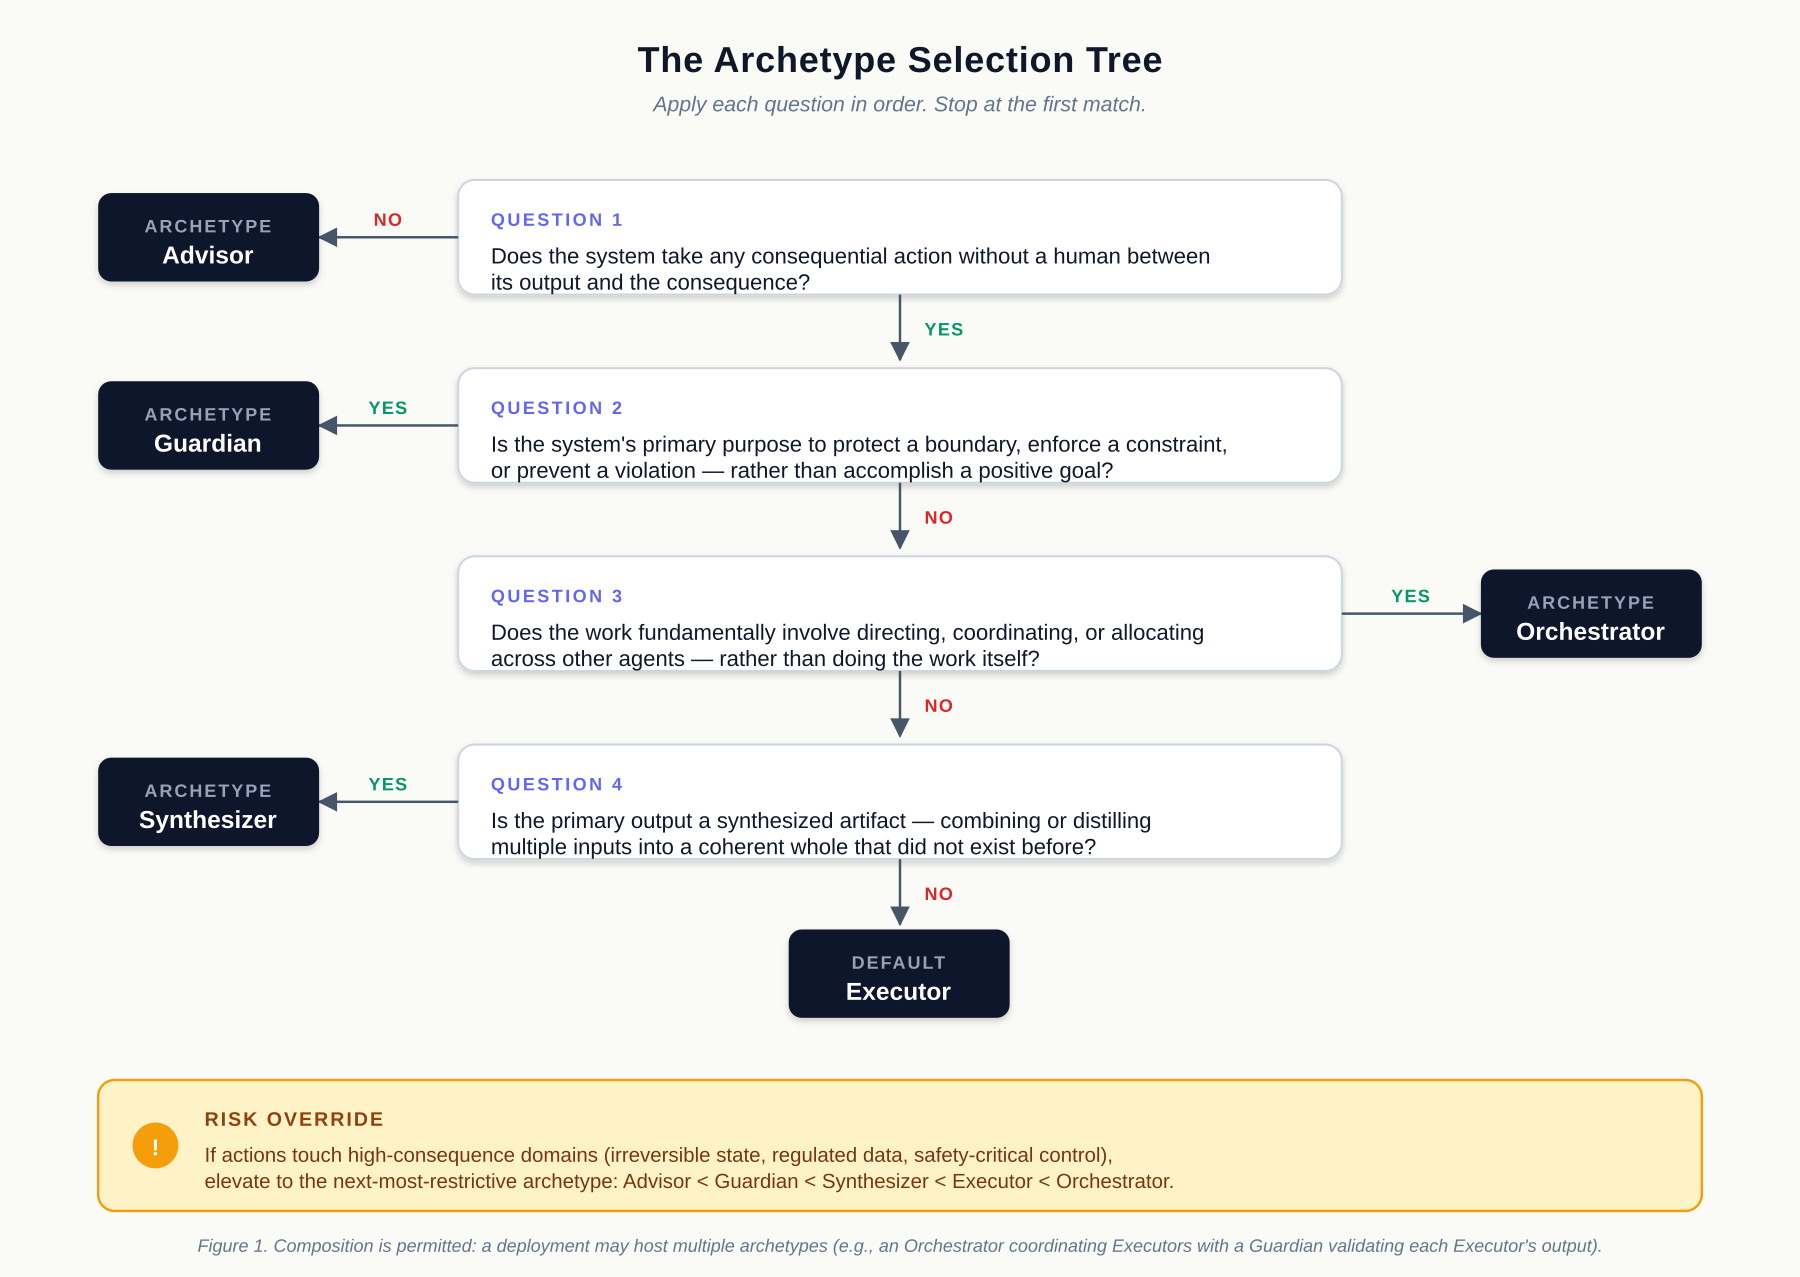 The Archetype Selection Tree
Apply each question in order. Stop at the first match.
ARCHETYPE
Advisor
NO
QUESTION 1
Does the system take any consequential action without a human between
its output and the consequence?
YES
ARCHETYPE
Guardian
YES
QUESTION 2
Is the system's primary purpose to protect a boundary, enforce a constraint,
or prevent a violation — rather than accomplish a positive goal?
NO
QUESTION 3
Does the work fundamentally involve directing, coordinating, or allocating
across other agents — rather than doing the work itself?
YES
ARCHETYPE
Orchestrator
NO
ARCHETYPE
Synthesizer
YES
QUESTION 4
Is the primary output a synthesized artifact — combining or distilling
multiple inputs into a coherent whole that did not exist before?
NO
DEFAULT
Executor
!
RISK OVERRIDE
If actions touch high-consequence domains (irreversible state, regulated data, safety-critical control),
elevate to the next-most-restrictive archetype: Advisor < Guardian < Synthesizer < Executor < Orchestrator.
Figure 1. Composition is permitted: a deployment may host multiple archetypes (e.g., an Orchestrator coordinating Executors with a Guardian validating each Executor's output).